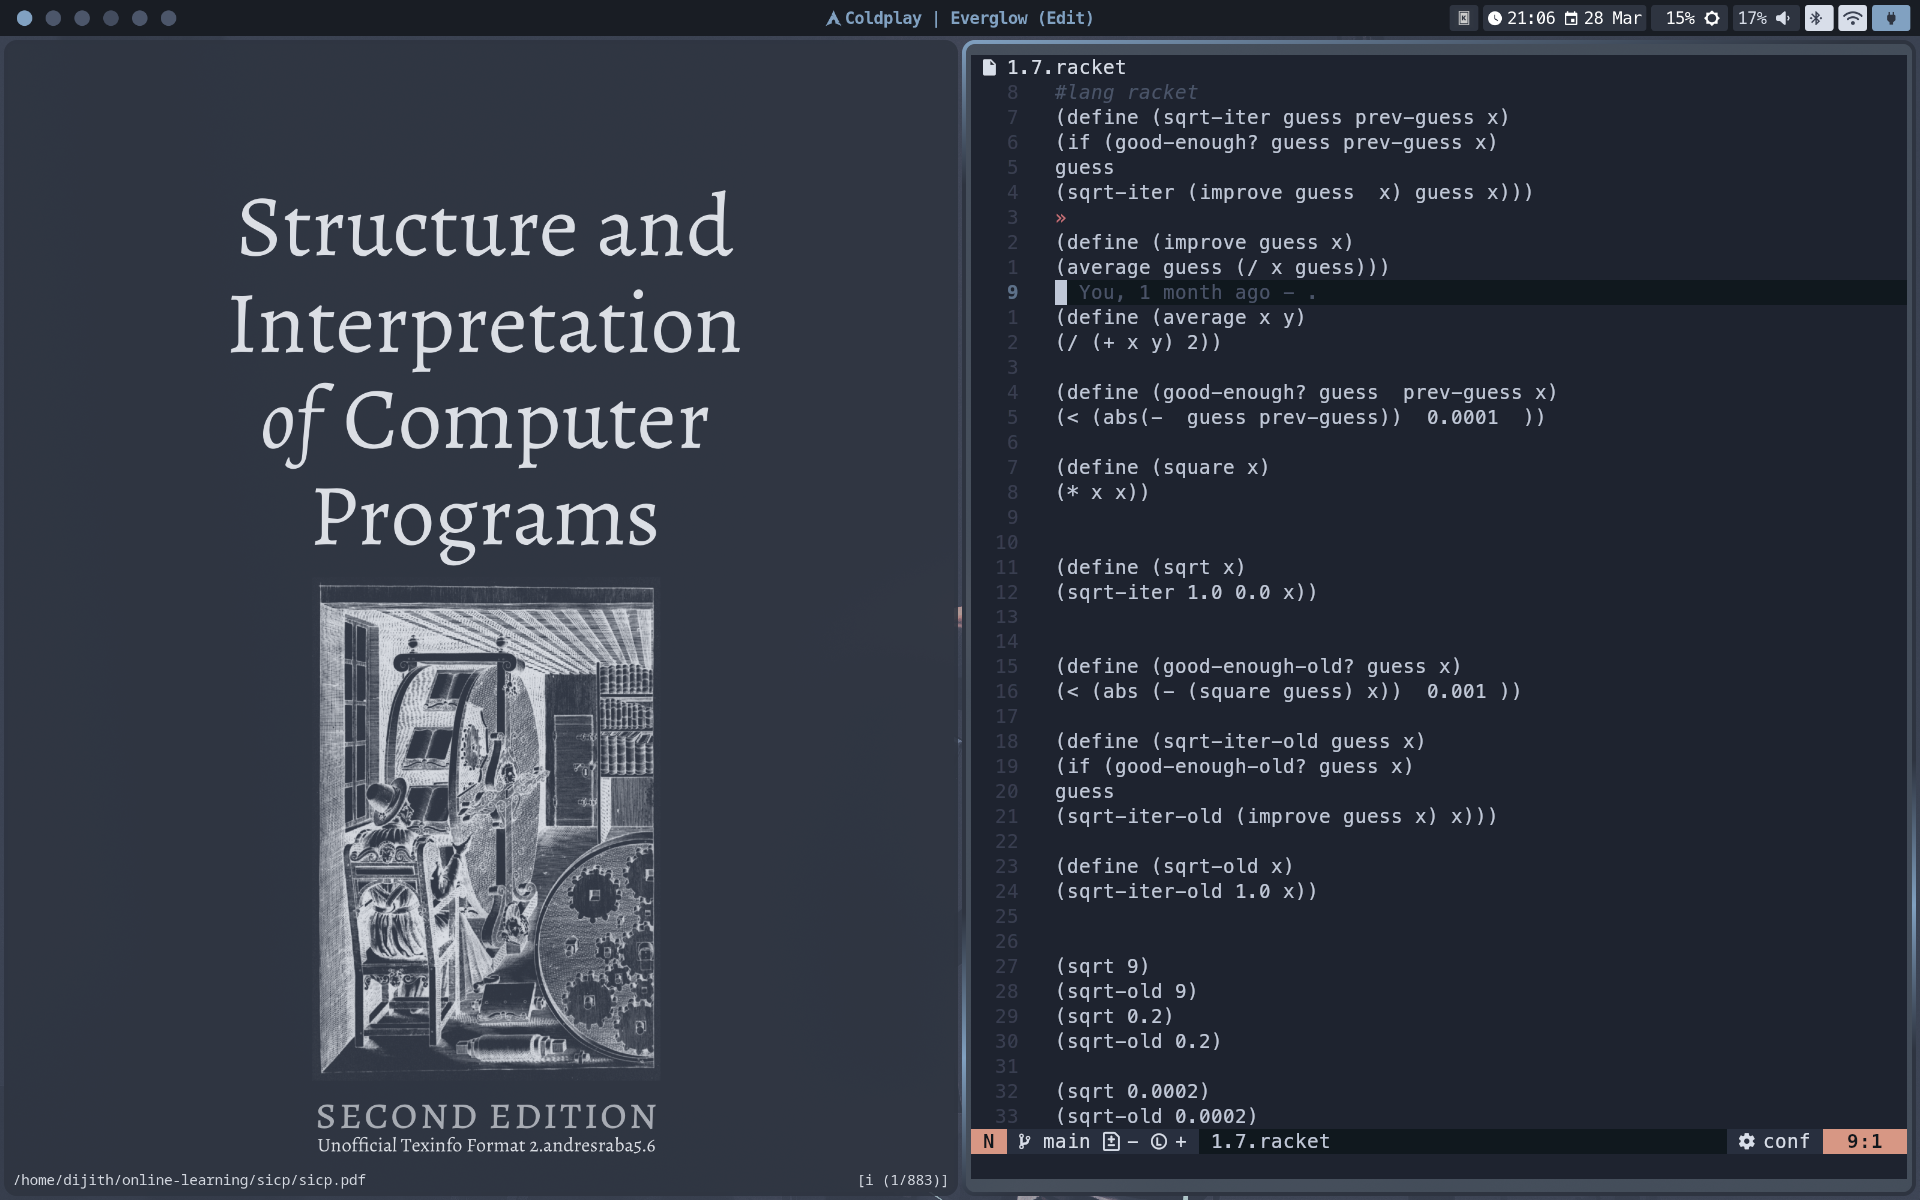 Coldplay | Everglow (Edit)
21:06 28 Mar 15% 17%
Structure and
Interpretation
of Computer
Programs
SECOND EDITION
Unofficial Texinfo Format 2.andresraba5.6
/home/dijith/online-learning/sicp/sicp.pdf [i (1/883)]
1.7.racket
8 #lang racket
7 (define (sqrt-iter guess prev-guess x)
6 (if (good-enough? guess prev-guess x)
5 guess
4 (sqrt-iter (improve guess  x) guess x)))
3 »
2 (define (improve guess x)
1 (average guess (/ x guess)))
9 You, 1 month ago - .
1 (define (average x y)
2 (/ (+ x y) 2))
3
4 (define (good-enough? guess  prev-guess x)
5 (< (abs(-  guess prev-guess))  0.0001  ))
6
7 (define (square x)
8 (* x x))
9
10
11 (define (sqrt x)
12 (sqrt-iter 1.0 0.0 x))
13
14
15 (define (good-enough-old? guess x)
16 (< (abs (- (square guess) x))  0.001 ))
17
18 (define (sqrt-iter-old guess x)
19 (if (good-enough-old? guess x)
20 guess
21 (sqrt-iter-old (improve guess x) x)))
22
23 (define (sqrt-old x)
24 (sqrt-iter-old 1.0 x))
25
26
27 (sqrt 9)
28 (sqrt-old 9)
29 (sqrt 0.2)
30 (sqrt-old 0.2)
31
32 (sqrt 0.0002)
33 (sqrt-old 0.0002)
N main - + 1.7.racket conf 9:1